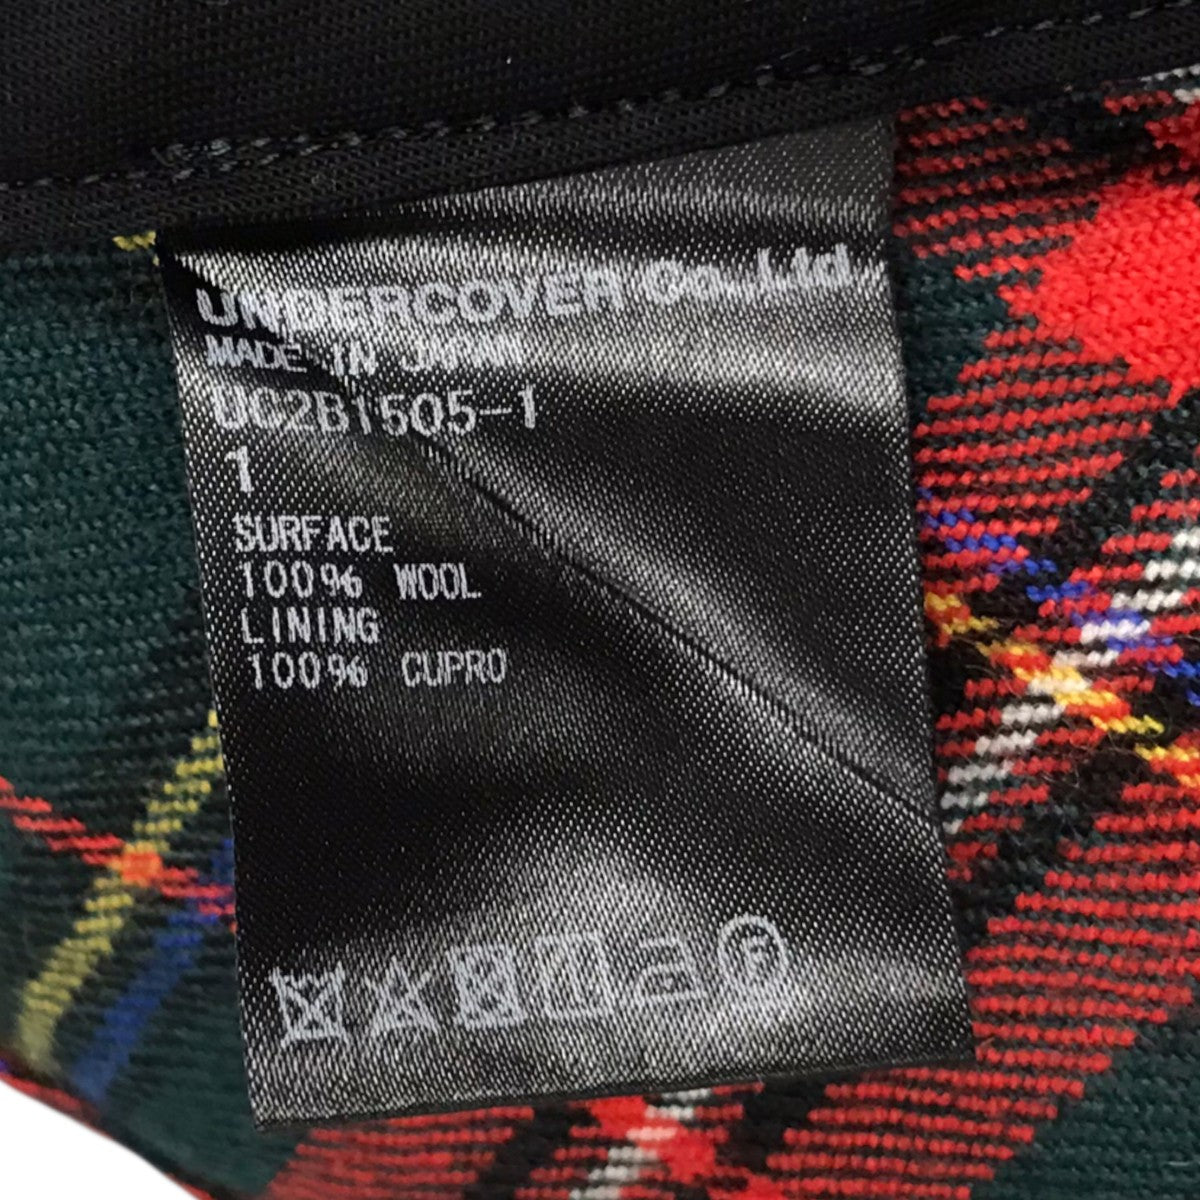 UNDERCOVER Co.,Ltd.
MADE IN JAPAN
UC2B1505-1
1
SURFACE
100% WOOL
LINING
100% CUPRO
F